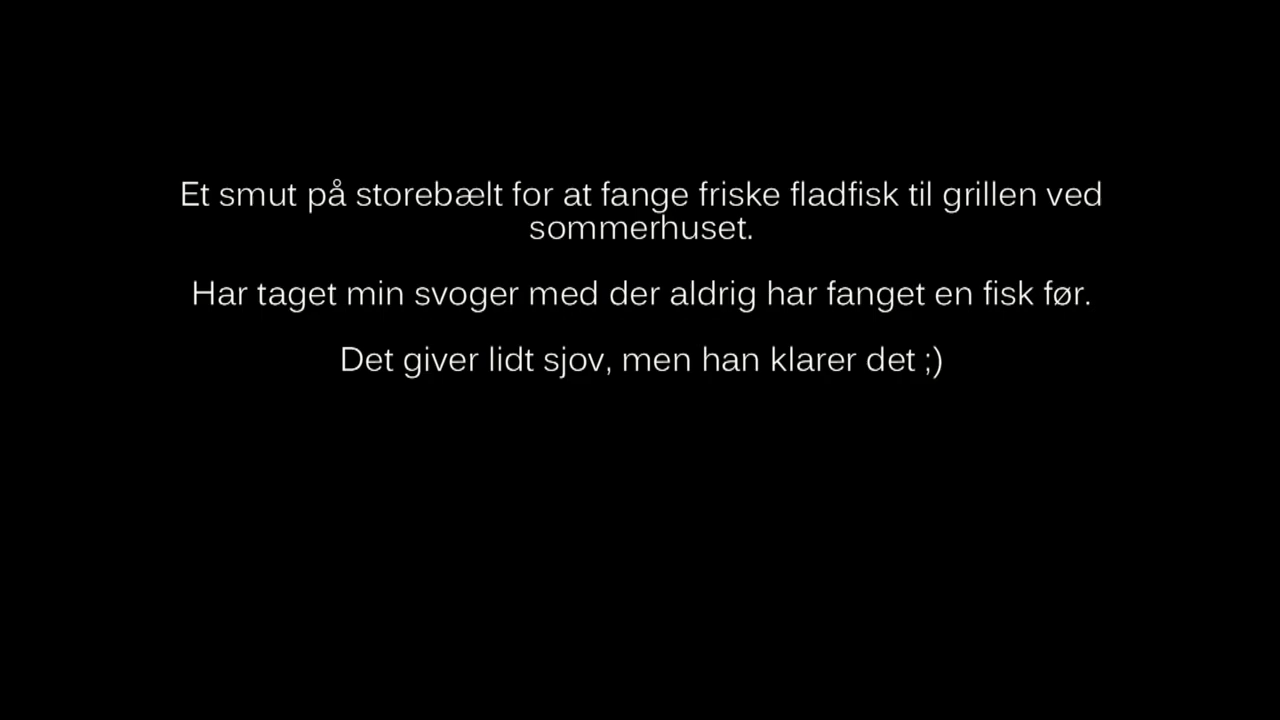 Et smut på storebælt for at fange friske fladfisk til grillen ved
sommerhuset.
Har taget min svoger med der aldrig har fanget en fisk før.
Det giver lidt sjov, men han klarer det ;)